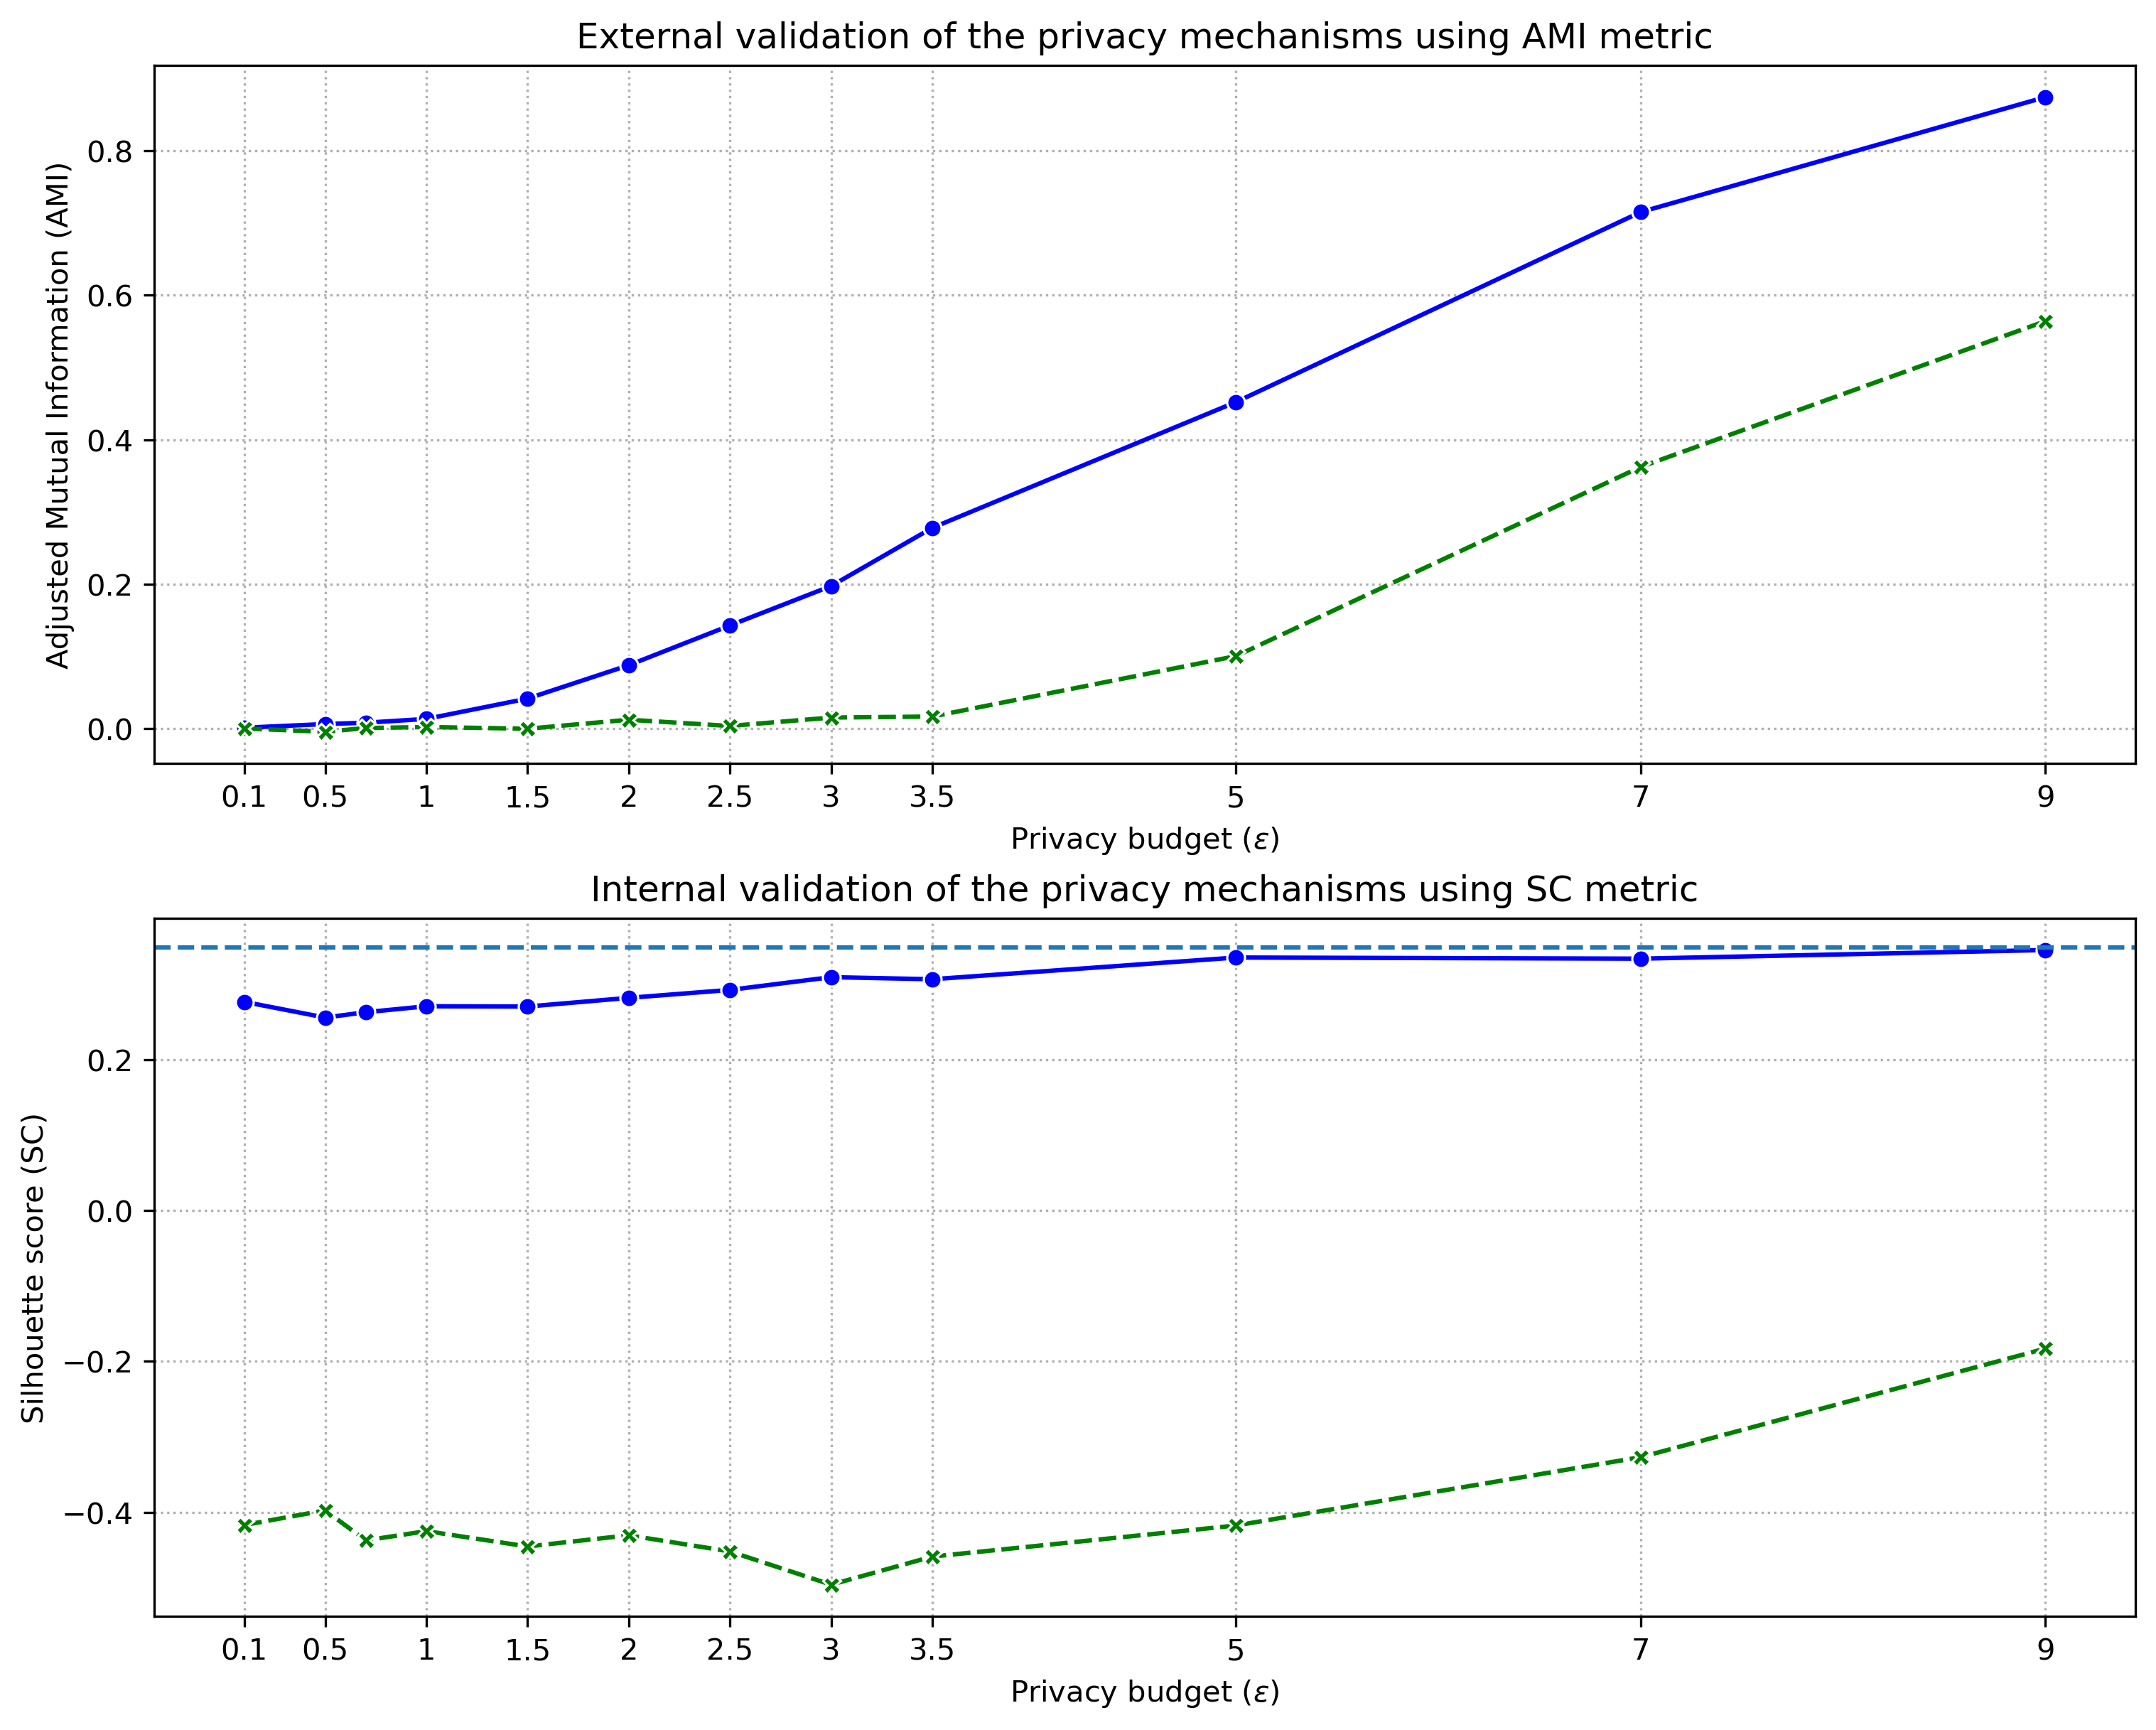 External validation of the privacy mechanisms using AMI metric
Adjusted Mutual Information (AMI)
0.8
0.6
0.4
0.2
0.0
0.1 0.5 1 1.5 2 2.5 3 3.5 5 7 9
Privacy budget (ε)
Internal validation of the privacy mechanisms using SC metric
Silhouette score (SC)
0.2
0.0
−0.2
−0.4
0.1 0.5 1 1.5 2 2.5 3 3.5 5 7 9
Privacy budget (ε)